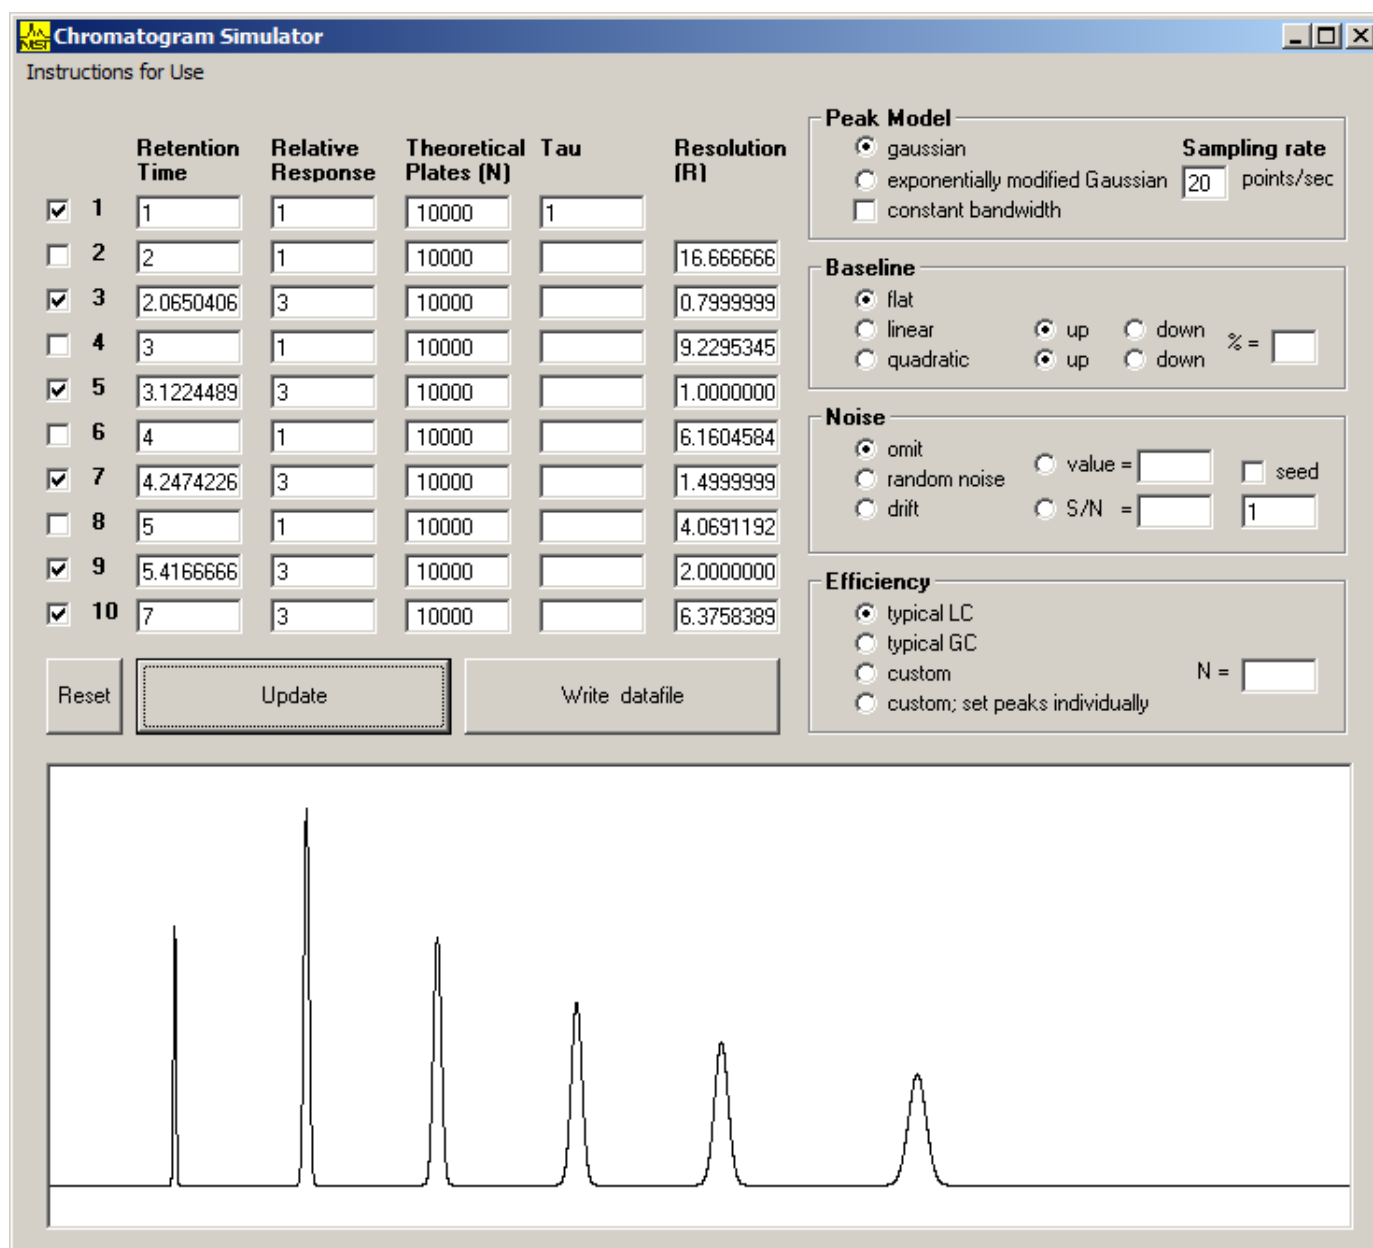 NIST
Chromatogram Simulator
Instructions for Use
Retention Time
Relative Response
Theoretical Plates (N)
Tau
Resolution (R)
1 1 1 10000 1
2 2 1 10000 16.666666
3 2.0650406 3 10000 0.7999999
4 3 1 10000 9.2295345
5 3.1224489 3 10000 1.0000000
6 4 1 10000 6.1604584
7 4.2474226 3 10000 1.4999999
8 5 1 10000 4.0691192
9 5.4166666 3 10000 2.0000000
10 7 3 10000 6.3758389
Reset Update Write datafile
Peak Model
gaussian
exponentially modified Gaussian
constant bandwidth
Sampling rate
20 points/sec
Baseline
flat
linear up down
quadratic up down
% =
Noise
omit
random noise
drift
value =
S/N =
seed
1
Efficiency
typical LC
typical GC
custom
custom; set peaks individually
N =